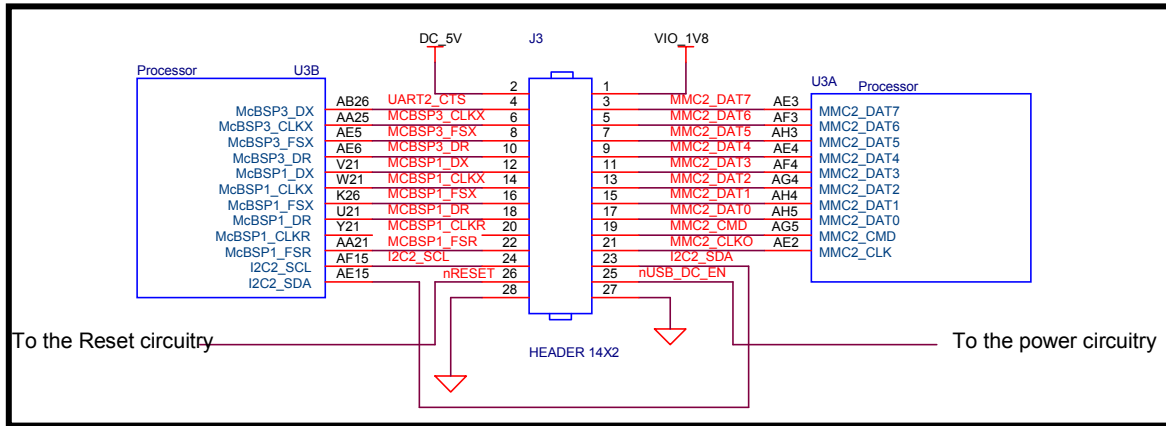 DC_5V J3 VIO_1V8
Processor U3B U3A Processor
2 1
McBSP3_DX AB26 UART2_CTS 4 3 MMC2_DAT7 AE3 MMC2_DAT7
McBSP3_CLKX AA25 MCBSP3_CLKX 6 5 MMC2_DAT6 AF3 MMC2_DAT6
McBSP3_FSX AE5 MCBSP3_FSX 8 7 MMC2_DAT5 AH3 MMC2_DAT5
McBSP3_DR AE6 MCBSP3_DR 10 9 MMC2_DAT4 AE4 MMC2_DAT4
McBSP1_DX V21 MCBSP1_DX 12 11 MMC2_DAT3 AF4 MMC2_DAT3
McBSP1_CLKX W21 MCBSP1_CLKX 14 13 MMC2_DAT2 AG4 MMC2_DAT2
McBSP1_FSX K26 MCBSP1_FSX 16 15 MMC2_DAT1 AH4 MMC2_DAT1
McBSP1_DR U21 MCBSP1_DR 18 17 MMC2_DAT0 AH5 MMC2_DAT0
McBSP1_CLKR Y21 MCBSP1_CLKR 20 19 MMC2_CMD AG5 MMC2_CMD
McBSP1_FSR AA21 MCBSP1_FSR 22 21 MMC2_CLKO AE2 MMC2_CLK
I2C2_SCL AF15 I2C2_SCL 24 23 I2C2_SDA
I2C2_SDA AE15 nRESET 26 25 nUSB_DC_EN
28 27
To the Reset circuitry To the power circuitry
HEADER 14X2